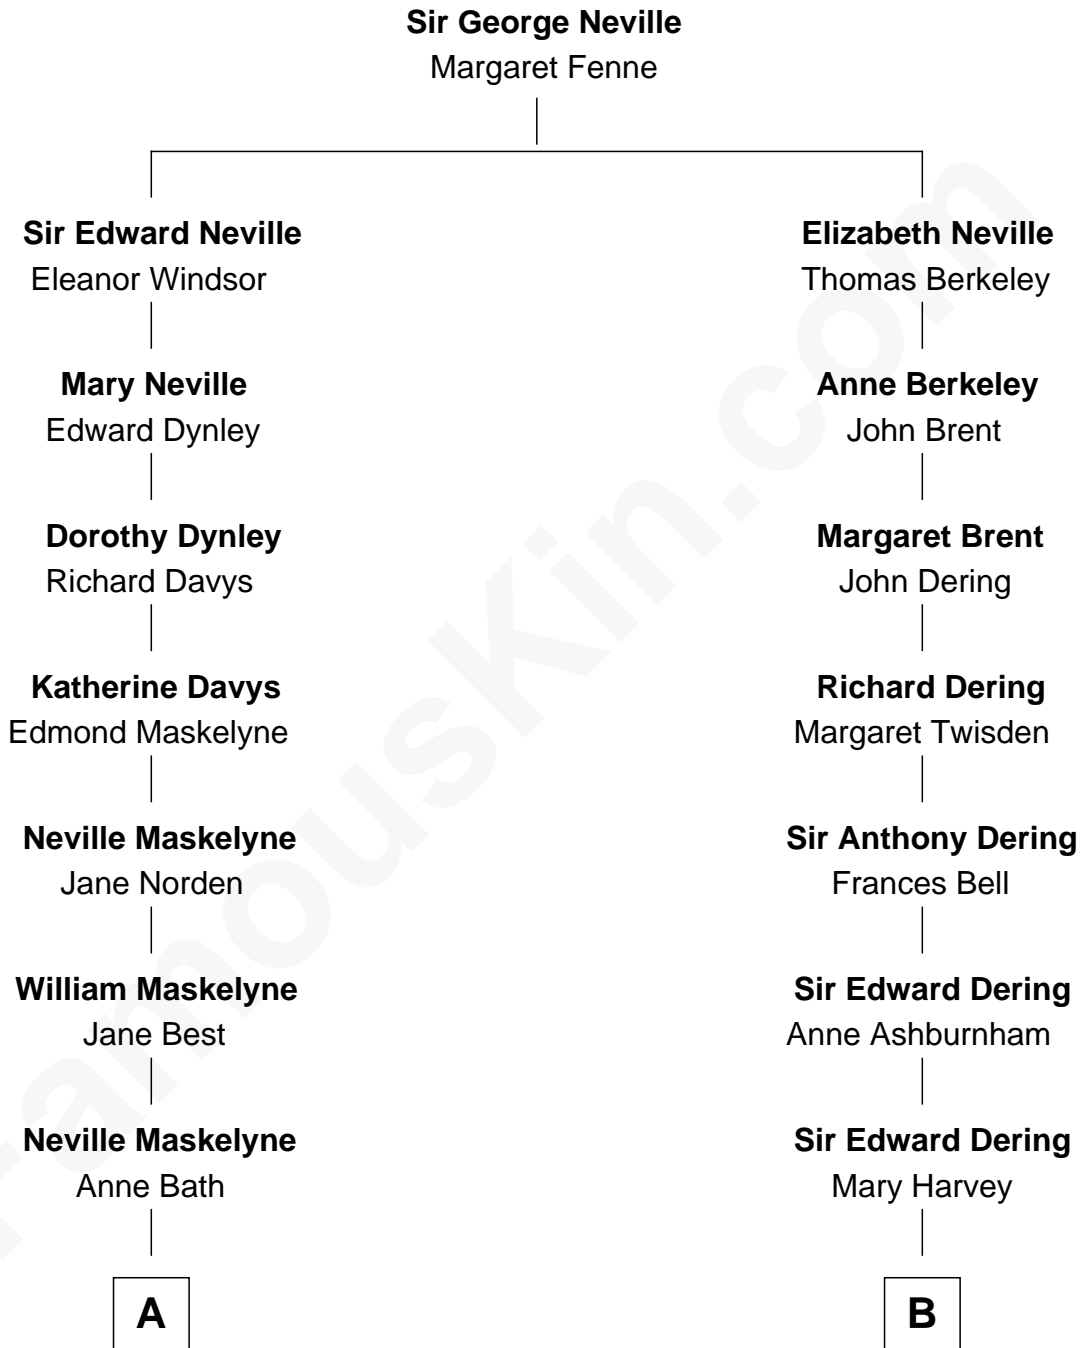 Sir George Neville
Margaret Fenne
Sir Edward Neville
Eleanor Windsor
Elizabeth Neville
Thomas Berkeley
Mary Neville
Edward Dynley
Anne Berkeley
John Brent
Dorothy Dynley
Richard Davys
Margaret Brent
John Dering
Katherine Davys
Edmond Maskelyne
Richard Dering
Margaret Twisden
Neville Maskelyne
Jane Norden
Sir Anthony Dering
Frances Bell
William Maskelyne
Jane Best
Sir Edward Dering
Anne Ashburnham
Neville Maskelyne
Anne Bath
Sir Edward Dering
Mary Harvey
A
B
FamousKin.com